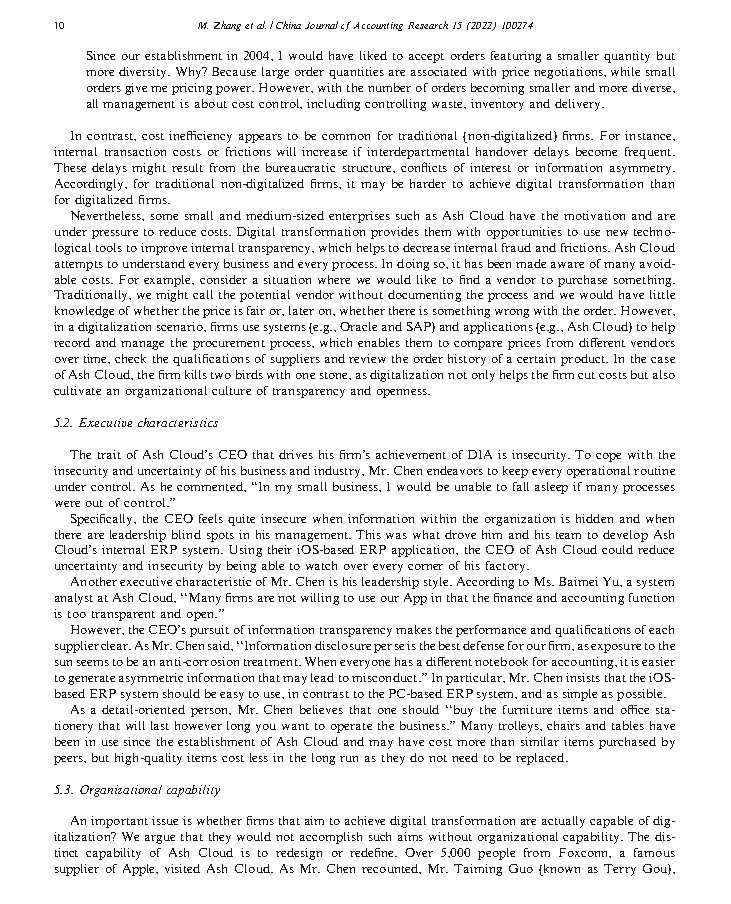 10
M. Zhang et al. / China Journal of Accounting Research 15 (2022) 100274
Since our establishment in 2004, I would have liked to accept orders featuring a smaller quantity but
more diversity. Why? Because large order quantities are associated with price negotiations, while small
orders give me pricing power. However, with the number of orders becoming smaller and more diverse,
all management is about cost control, including controlling waste, inventory and delivery.
In contrast, cost inefficiency appears to be common for traditional (non-digitalized) firms. For instance,
internal transaction costs or frictions will increase if interdepartmental handover delays become frequent.
These delays might result from the bureaucratic structure, conflicts of interest or information asymmetry.
Accordingly, for traditional non-digitalized firms, it may be harder to achieve digital transformation than
for digitalized firms.
Nevertheless, some small and medium-sized enterprises such as Ash Cloud have the motivation and are
under pressure to reduce costs. Digital transformation provides them with opportunities to use new techno-
logical tools to improve internal transparency, which helps to decrease internal fraud and frictions. Ash Cloud
attempts to understand every business and every process. In doing so, it has been made aware of many avoid-
able costs. For example, consider a situation where we would like to find a vendor to purchase something.
Traditionally, we might call the potential vendor without documenting the process and we would have little
knowledge of whether the price is fair or, later on, whether there is something wrong with the order. However,
in a digitalization scenario, firms use systems (e.g., Oracle and SAP) and applications (e.g., Ash Cloud) to help
record and manage the procurement process, which enables them to compare prices from different vendors
over time, check the qualifications of suppliers and review the order history of a certain product. In the case
of Ash Cloud, the firm kills two birds with one stone, as digitalization not only helps the firm cut costs but also
cultivate an organizational culture of transparency and openness.
5.2. Executive characteristics
The trait of Ash Cloud's CEO that drives his firm's achievement of DIA is insecurity. To cope with the
insecurity and uncertainty of his business and industry, Mr. Chen endeavors to keep every operational routine
under control. As he commented, "In my small business, I would be unable to fall asleep if many processes
were out of control."
Specifically, the CEO feels quite insecure when information within the organization is hidden and when
there are leadership blind spots in his management. This was what drove him and his team to develop Ash
Cloud's internal ERP system. Using their iOS-based ERP application, the CEO of Ash Cloud could reduce
uncertainty and insecurity by being able to watch over every corner of his factory.
Another executive characteristic of Mr. Chen is his leadership style. According to Ms. Baimei Yu, a system
analyst at Ash Cloud, "Many firms are not willing to use our App in that the finance and accounting function
is too transparent and open."
However, the CEO's pursuit of information transparency makes the performance and qualifications of each
supplier clear. As Mr. Chen said, "Information disclosure per se is the best defense for our firm, as exposure to the
sun seems to be an anti-corrosion treatment. When everyone has a different notebook for accounting, it is easier
to generate asymmetric information that may lead to misconduct." In particular, Mr. Chen insists that the iOS-
based ERP system should be easy to use, in contrast to the PC-based ERP system, and as simple as possible.
As a detail-oriented person, Mr. Chen believes that one should "buy the furniture items and office sta-
tionery that will last however long you want to operate the business." Many trolleys, chairs and tables have
been in use since the establishment of Ash Cloud and may have cost more than similar items purchased by
peers, but high-quality items cost less in the long run as they do not need to be replaced.
5.3. Organizational capability
An important issue is whether firms that aim to achieve digital transformation are actually capable of dig-
italization? We argue that they would not accomplish such aims without organizational capability. The dis-
tinct capability of Ash Cloud is to redesign or redefine. Over 5,000 people from Foxconn, a famous
supplier of Apple, visited Ash Cloud. As Mr. Chen recounted, Mr. Taiming Guo (known as Terry Gou),